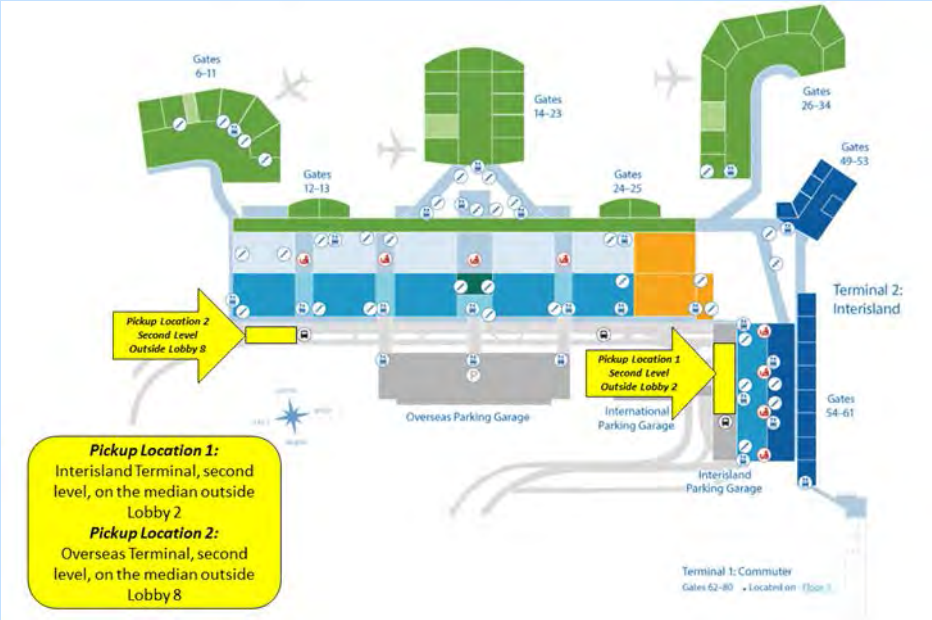 Gates
6-11
Gates
14-23
Gates
26-34
Gates
49-53
Gates
12-13
Gates
24-25
Terminal 2:
Interisland
Pickup Location 2
Second Level
Outside Lobby 8
Pickup Location 1
Second Level
Outside Lobby 2
P
Overseas Parking Garage
International
Parking Garage
Gates
54-61
Interisland
Parking Garage
Pickup Location 1:
Interisland Terminal, second
level, on the median outside
Lobby 2
Pickup Location 2:
Overseas Terminal, second
level, on the median outside
Lobby 8
Terminal 1: Commuter
Gates 62-80 • Located on Floor